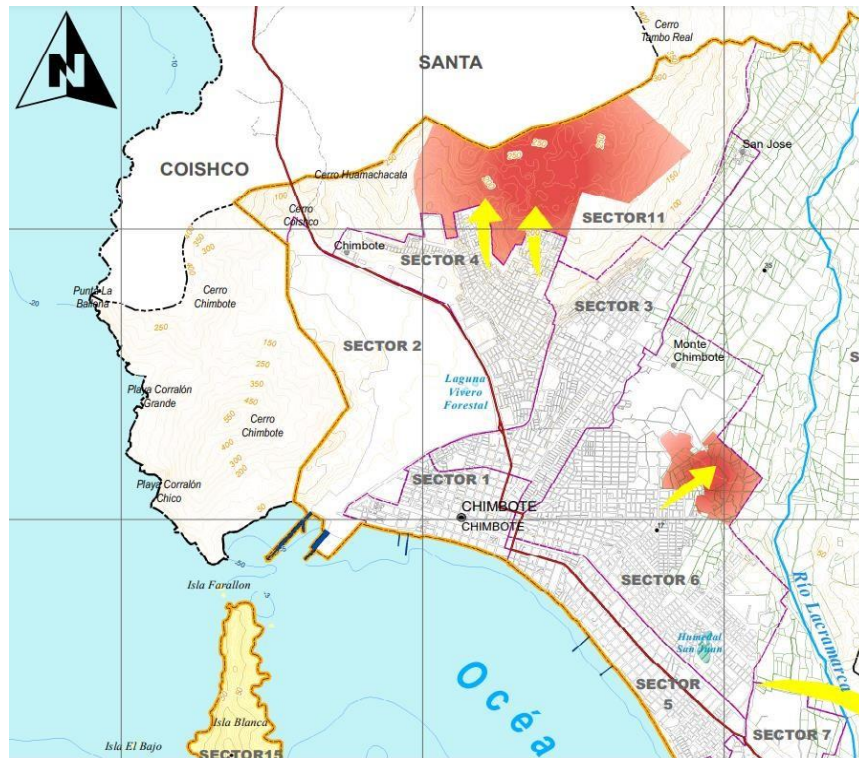 N
Cerro
Tambo Real
SANTA
COISHCO
Cerro Huamachacata
San Jose
Cerro
Coishco
SECTOR11
Chimbote
SECTOR 4
Punta La
Ballena
Cerro
Chimbote
SECTOR 3
SECTOR 2
Monte
Chimbote
Laguna
Vivero
Forestal
Playa Corralón
Grande
Cerro
Chimbote
SECTOR 1
Playa Corralón
Chico
CHIMBOTE
CHIMBOTE
Isla Farallon
SECTOR 6
Río Lacramarca
Humedal
San Juan
Océa
SECTOR
5
Isla Blanca
SECTOR 7
Isla El Bajo
SECTOR15